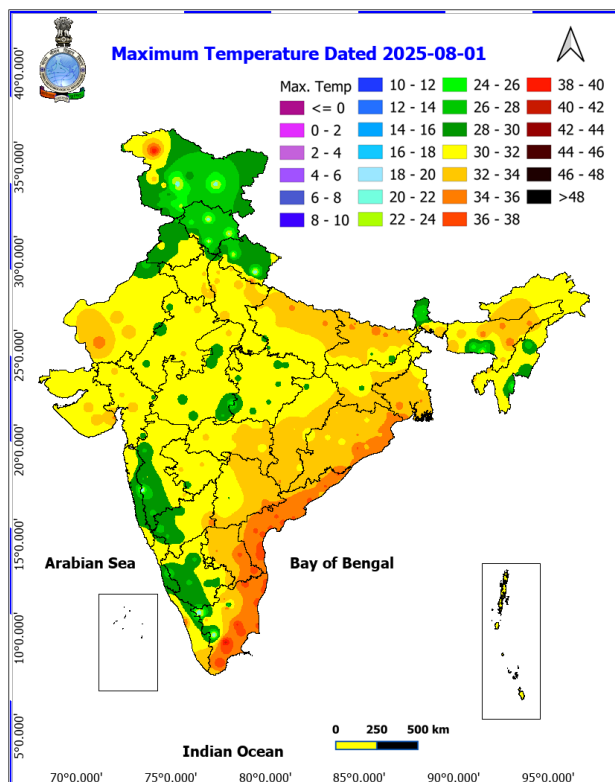 Maximum Temperature Dated 2025-08-01
Max. Temp
<= 0
0 - 2
2 - 4
4 - 6
6 - 8
8 - 10
10 - 12
12 - 14
14 - 16
16 - 18
18 - 20
20 - 22
22 - 24
24 - 26
26 - 28
28 - 30
30 - 32
32 - 34
34 - 36
36 - 38
38 - 40
40 - 42
42 - 44
44 - 46
46 - 48
>48
40°0.000'
35°0.000'
30°0.000'
25°0.000'
20°0.000'
15°0.000'
10°0.000'
5°0.000'
Arabian Sea
Bay of Bengal
0 250 500 km
Indian Ocean
70°0.000' 75°0.000' 80°0.000' 85°0.000' 90°0.000' 95°0.000'